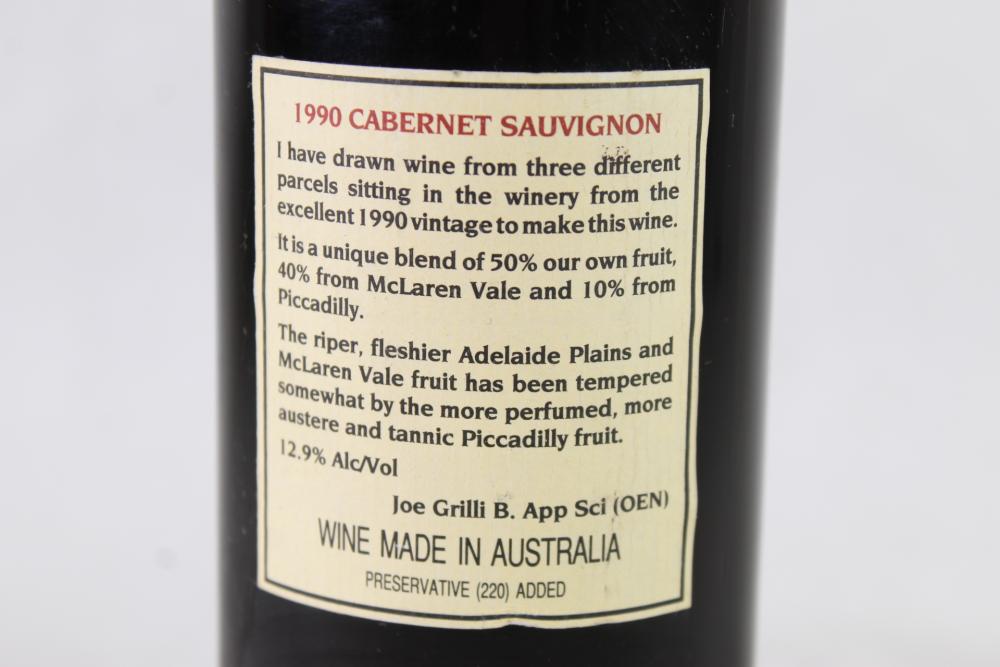 1990 CABERNET SAUVIGNON
I have drawn wine from three different
parcels sitting in the winery from the
excellent 1990 vintage to make this wine.
It is a unique blend of 50% our own fruit,
40% from McLaren Vale and 10% from
Piccadilly.
The riper, fleshier Adelaide Plains and
McLaren Vale fruit has been tempered
somewhat by the more perfumed, more
austere and tannic Piccadilly fruit.
12.9% Alc/Vol
Joe Grilli B. App Sci (OEN)
WINE MADE IN AUSTRALIA
PRESERVATIVE (220) ADDED